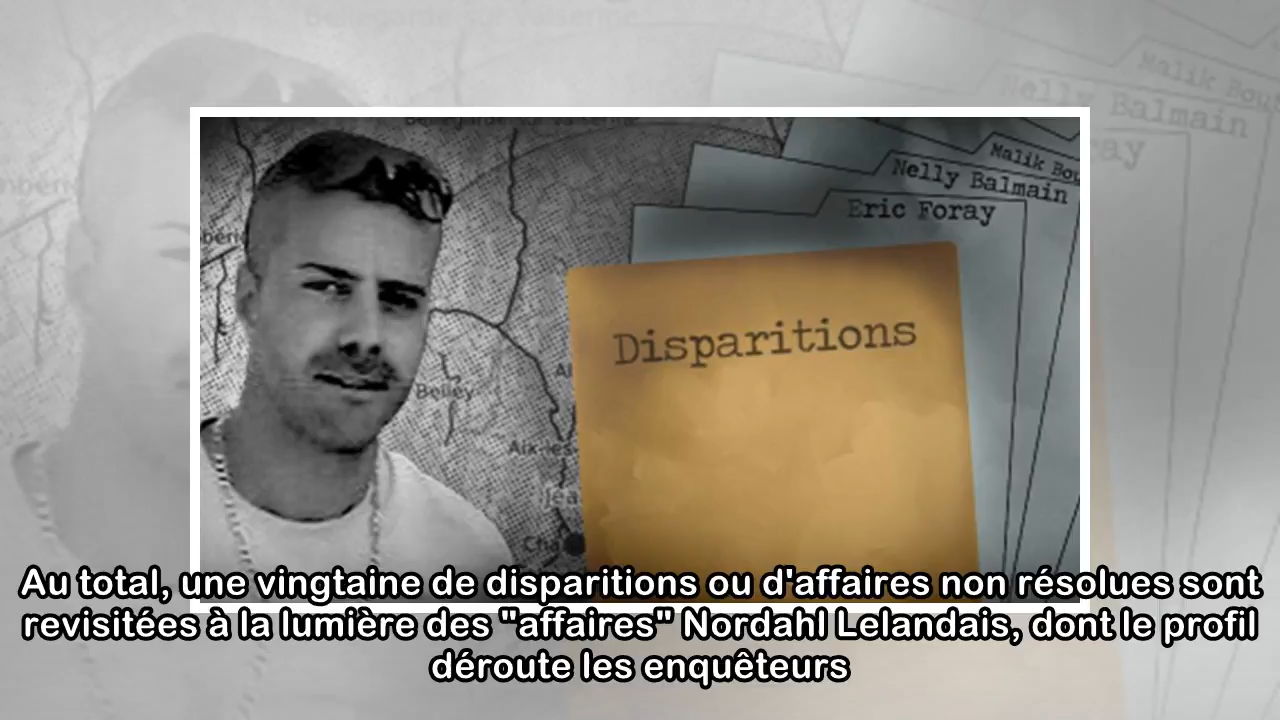 Malik Bou
Nelly Balmain
Eric Foray
Disparitions
Belley
Aix-les-
Au total, une vingtaine de disparitions ou d'affaires non résolues sont
revisitées à la lumière des "affaires" Nordahl Lelandais, dont le profil
déroute les enquêteurs